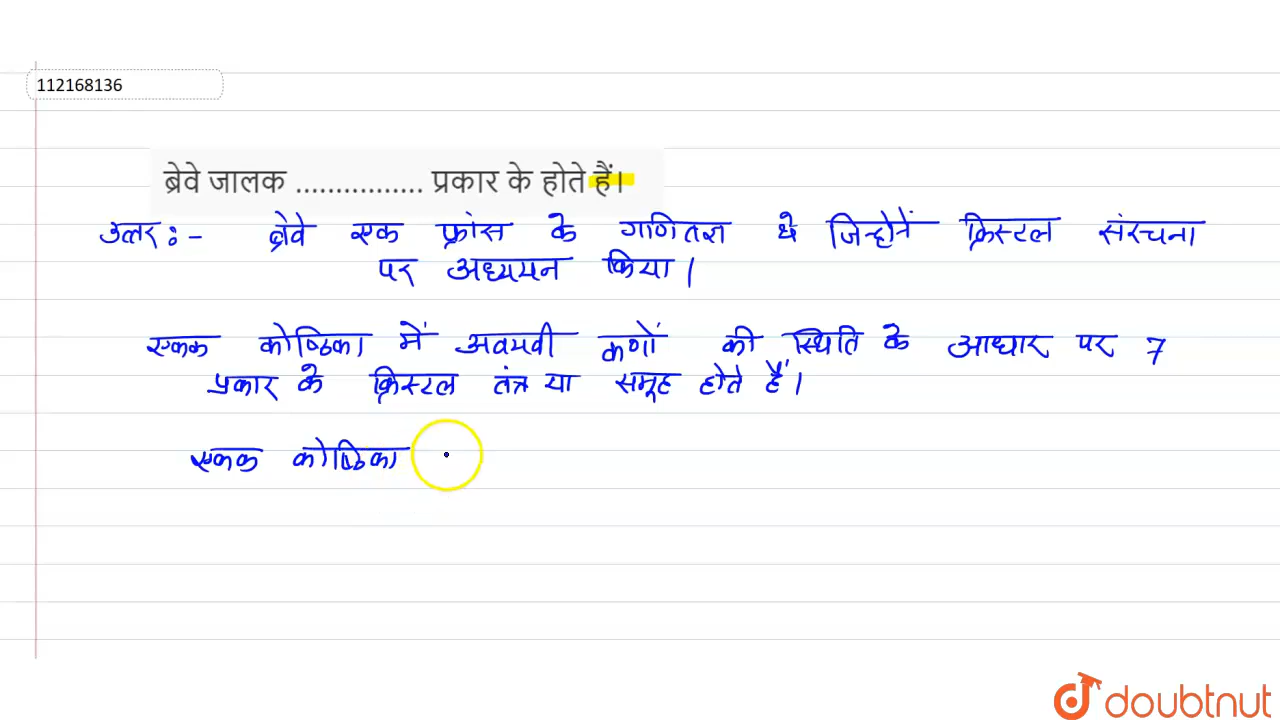 112168136
ब्रेवे जालक ................ प्रकार के होते हैं।
उत्तर:- ब्रेवे एक फ्रांस के गणितज्ञ थे जिन्होनें क्रिस्टल संरचना
पर अध्ययन किया।
एकक कोष्ठिका में अवयवी कणों की स्थिति के आधार पर 7
प्रकार के क्रिस्टल तंत्र या समूह होते हैं।
एकक कोष्ठिका
doubtnut